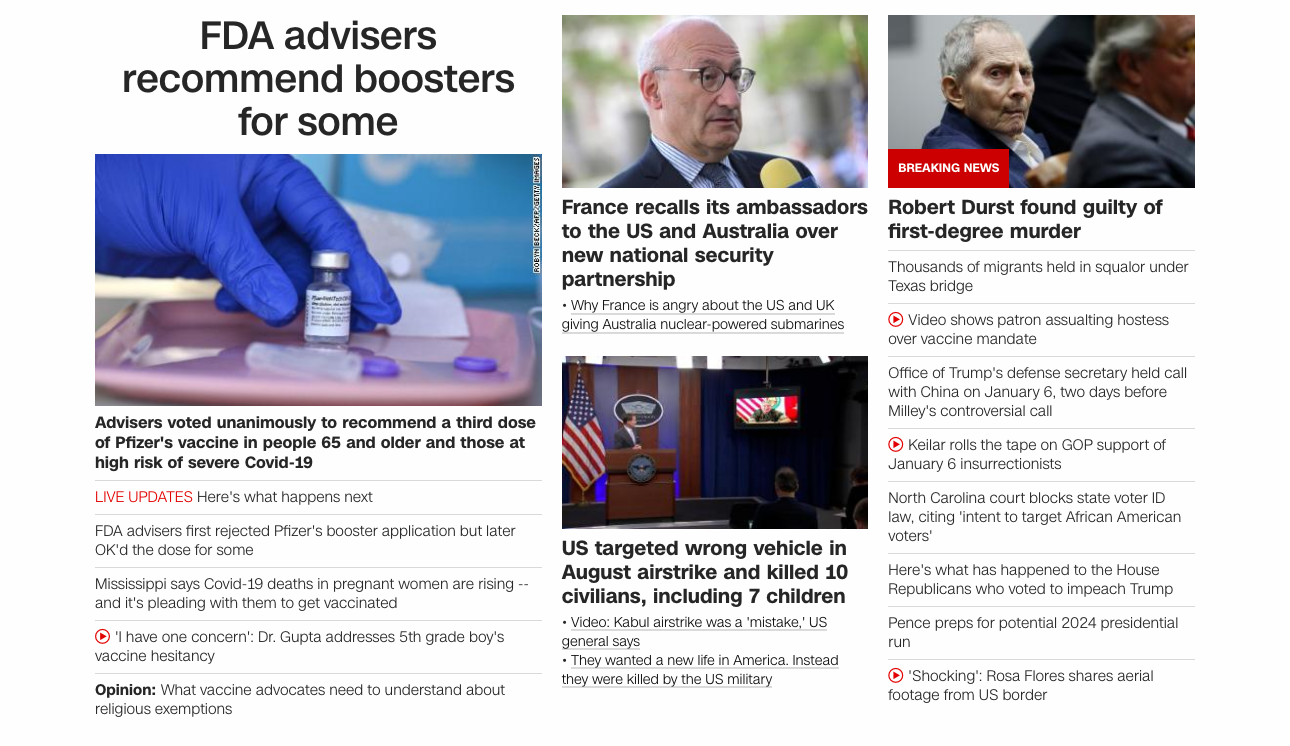 FDA advisers
recommend boosters
for some
ROBYN BECK/AFP/GETTY IMAGES
Advisers voted unanimously to recommend a third dose
of Pfizer's vaccine in people 65 and older and those at
high risk of severe Covid-19
LIVE UPDATES Here's what happens next
FDA advisers first rejected Pfizer's booster application but later
OK'd the dose for some
Mississippi says Covid-19 deaths in pregnant women are rising --
and it's pleading with them to get vaccinated
'I have one concern': Dr. Gupta addresses 5th grade boy's
vaccine hesitancy
Opinion: What vaccine advocates need to understand about
religious exemptions
France recalls its ambassadors
to the US and Australia over
new national security
partnership
• Why France is angry about the US and UK
giving Australia nuclear-powered submarines
US targeted wrong vehicle in
August airstrike and killed 10
civilians, including 7 children
• Video: Kabul airstrike was a 'mistake,' US
general says
• They wanted a new life in America. Instead
they were killed by the US military
BREAKING NEWS
Robert Durst found guilty of
first-degree murder
Thousands of migrants held in squalor under
Texas bridge
Video shows patron assualting hostess
over vaccine mandate
Office of Trump's defense secretary held call
with China on January 6, two days before
Milley's controversial call
Keilar rolls the tape on GOP support of
January 6 insurrectionists
North Carolina court blocks state voter ID
law, citing 'intent to target African American
voters'
Here's what has happened to the House
Republicans who voted to impeach Trump
Pence preps for potential 2024 presidential
run
'Shocking': Rosa Flores shares aerial
footage from US border